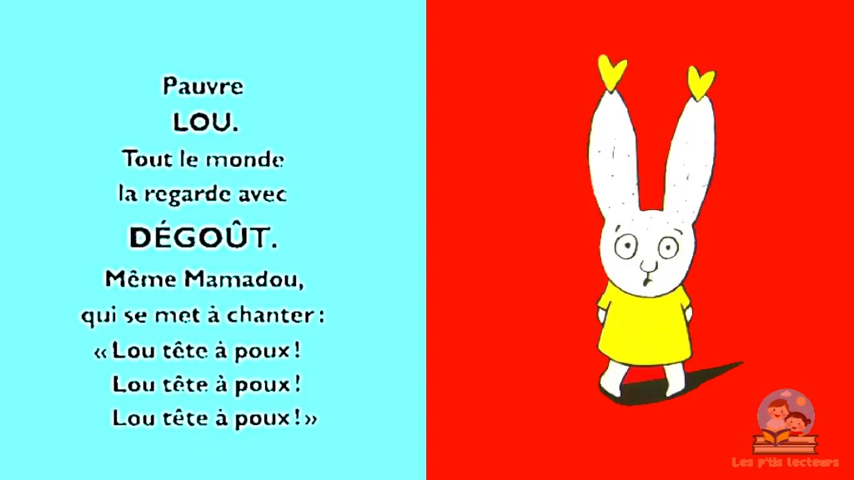 Pauvre
LOU.
Tout le monde
la regarde avec
DÉGOÛT.
Même Mamadou,
qui se met à chanter :
« Lou tête à poux !
Lou tête à poux !
Lou tête à poux ! »
Les p'tis lecteurs